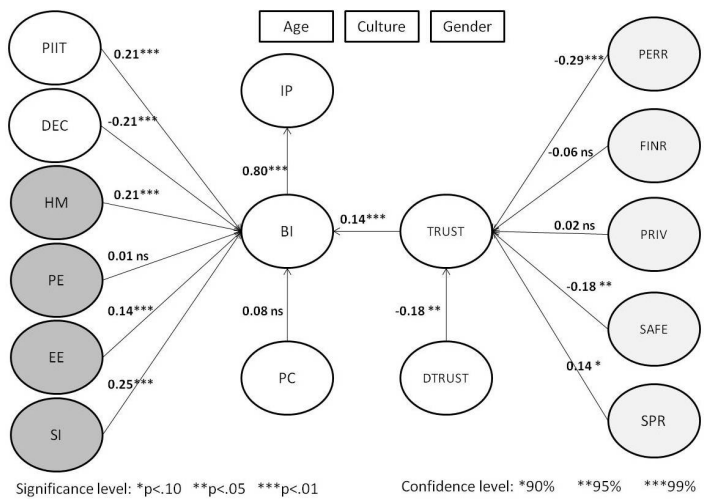 Age Culture Gender
PIIT
0.21***
IP
-0.29***
PERR
DEC
-0.21***
-0.06 ns
FINR
0.80***
HM
0.21***
BI
0.14***
TRUST
0.02 ns
PRIV
PE
0.01 ns
EE
0.14***
0.08 ns
-0.18 **
-0.18 **
SAFE
SI
0.25***
PC
DTRUST
0.14 *
SPR
Significance level: *p<.10 **p<.05 ***p<.01 Confidence level: *90% **95% ***99%